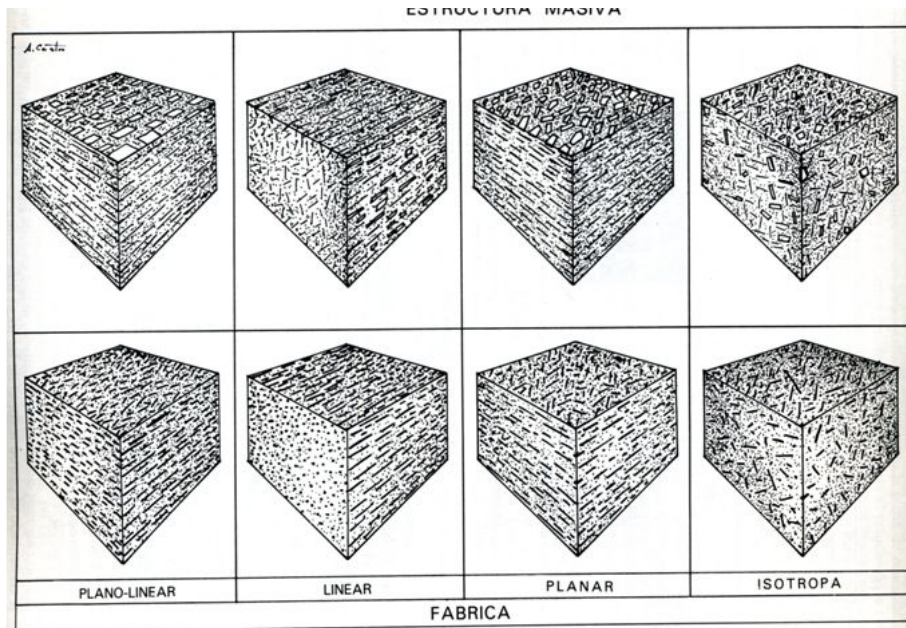 ESTRUCTURA MASIVA
PLANO-LINEAR
LINEAR
PLANAR
ISOTROPA
FABRICA